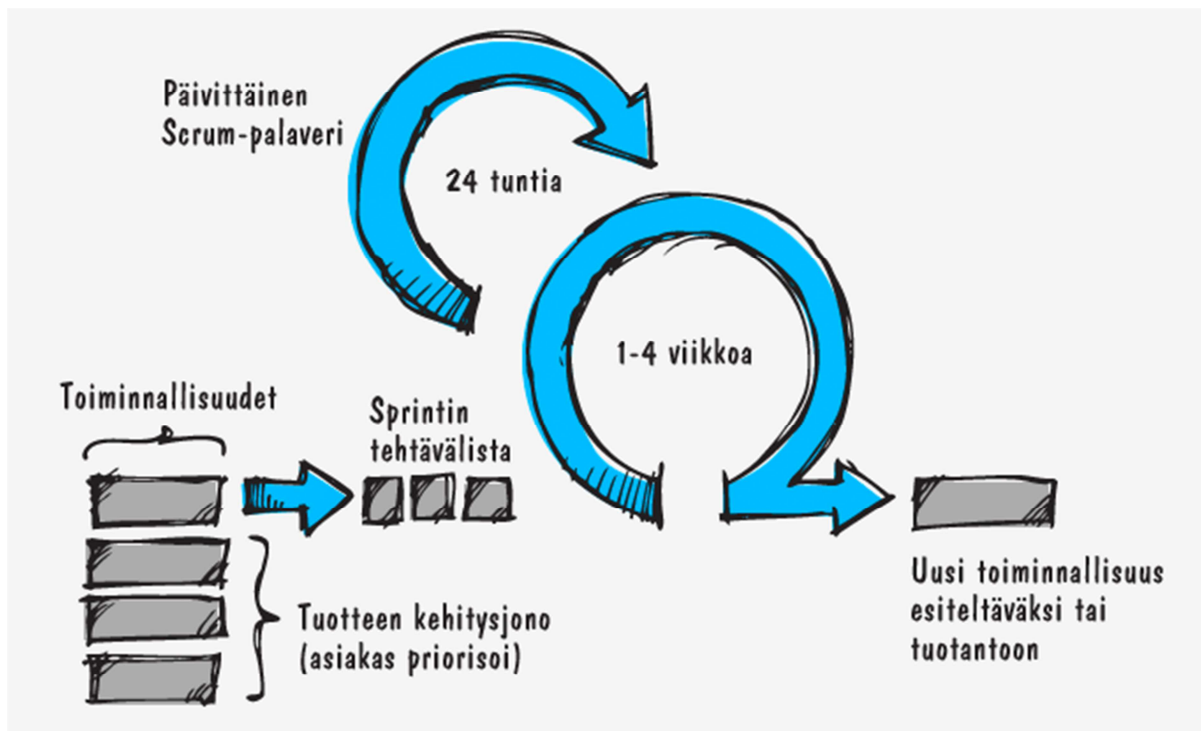 Päivittäinen
Scrum-palaveri
24 tuntia
1-4 viikkoa
Toiminnallisuudet
Sprintin
tehtävälista
Tuotteen kehitysjono
(asiakas priorisoi)
Uusi toiminnallisuus
esiteltäväksi tai
tuotantoon